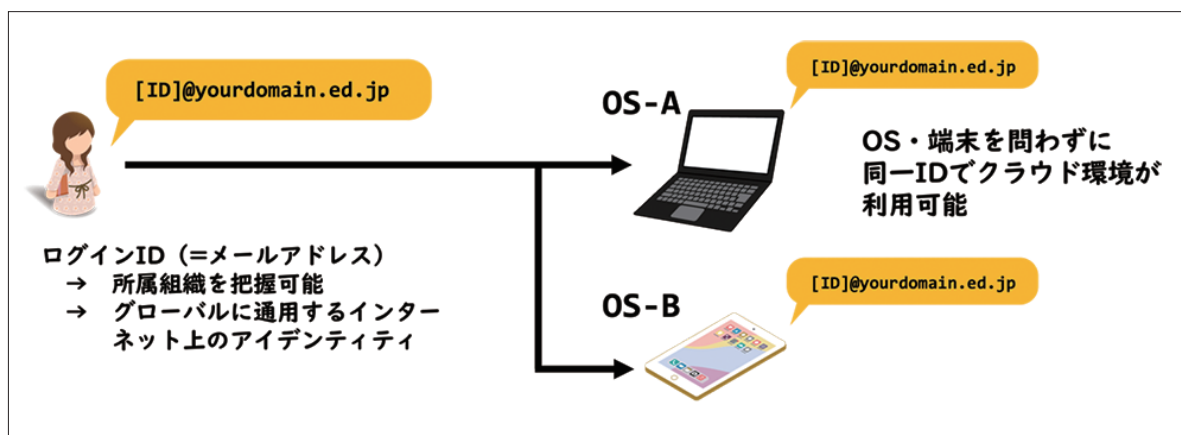 [ID]@yourdomain.ed.jp
ログインID（=メールアドレス）
→ 所属組織を把握可能
→ グローバルに通用するインター
ネット上のアイデンティティ
OS-A
[ID]@yourdomain.ed.jp
OS・端末を問わずに
同一IDでクラウド環境が
利用可能
OS-B
[ID]@yourdomain.ed.jp